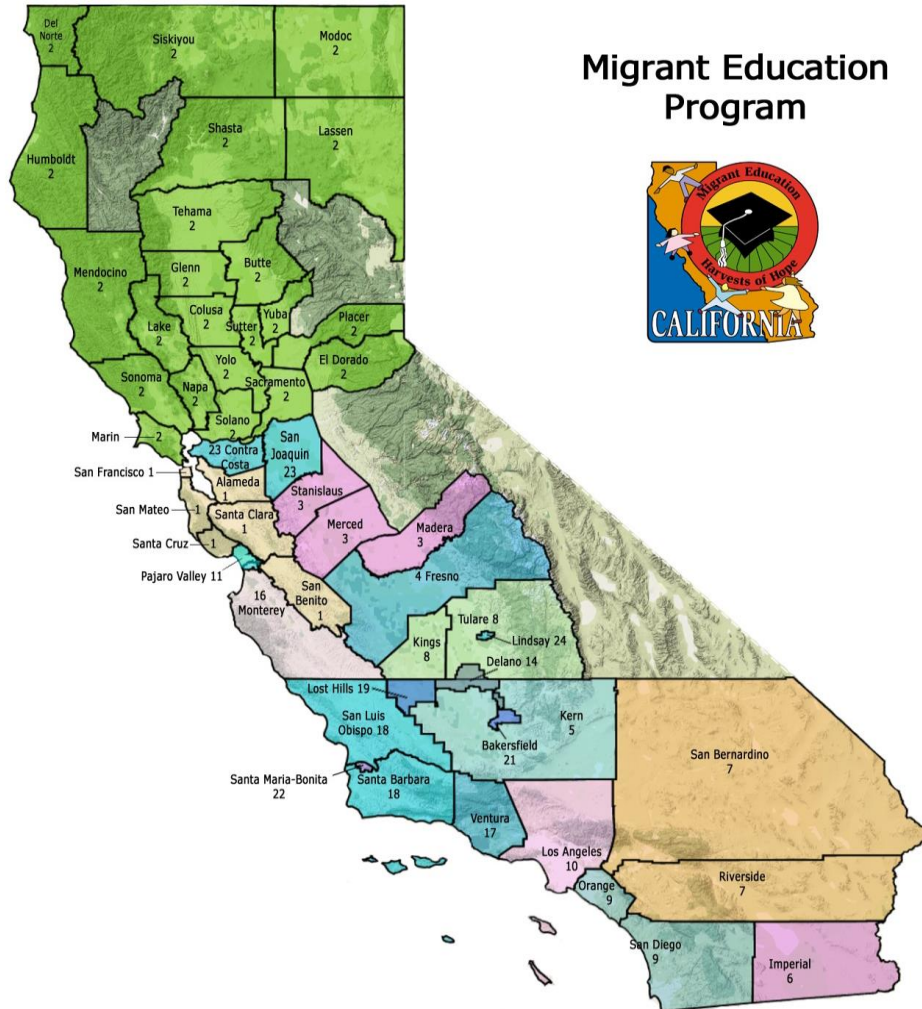 Migrant Education
Program
Migrant Education
Harvests of Hope
CALIFORNIA
Del
Norte
2
Siskiyou
2
Modoc
2
Humboldt
2
Shasta
2
Lassen
2
Tehama
2
Mendocino
2
Glenn
2
Butte
2
Lake
2
Colusa
2
Sutter
2
Yuba
2
Placer
2
El Dorado
2
Sonoma
2
Napa
2
Yolo
2
Sacramento
2
Solano
2
Marin
2
23 Contra
Costa
San
Joaquin
23
San Francisco 1
Alameda
1
Stanislaus
3
San Mateo
1
Santa Clara
1
Merced
3
Madera
3
Santa Cruz
1
Pajaro Valley 11
4 Fresno
16
Monterey
San
Benito
1
Kings
8
Tulare 8
Lindsay 24
Delano 14
Lost Hills 19
San Luis
Obispo 18
Kern
5
Bakersfield
21
San Bernardino
7
Santa Maria-Bonita
22
Santa Barbara
18
Ventura
17
Los Angeles
10
Orange
9
Riverside
7
San Diego
9
Imperial
6